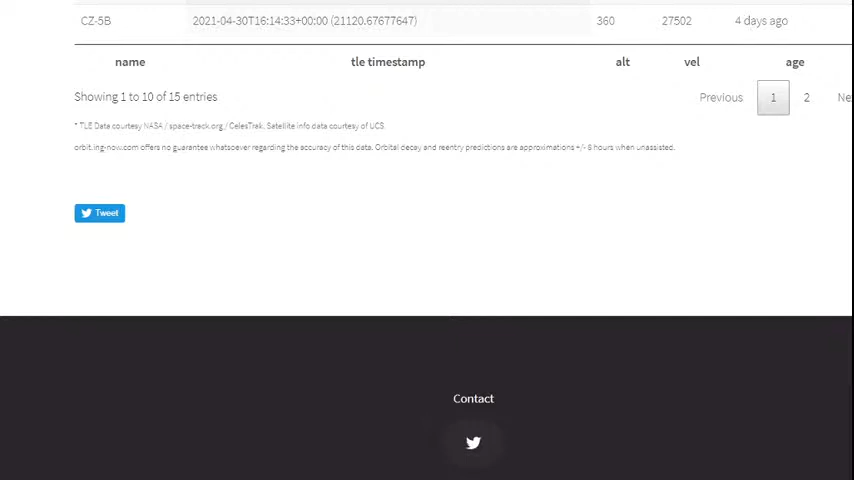 CZ-5B 2021-04-30T16:14:33+00:00 (21120.67677647) 360 27502 4 days ago
name tle timestamp alt vel age
Showing 1 to 10 of 15 entries Previous 1 2
* TLE Data courtesy NASA / space-track.org / CelesTrak. Satellite info data courtesy of UCS.
orbit.ing-now.com offers no guarantee whatsoever regarding the accuracy of this data. Orbital decay and reentry predictions are approximations +/- 8 hours when unassisted.
Tweet
Contact